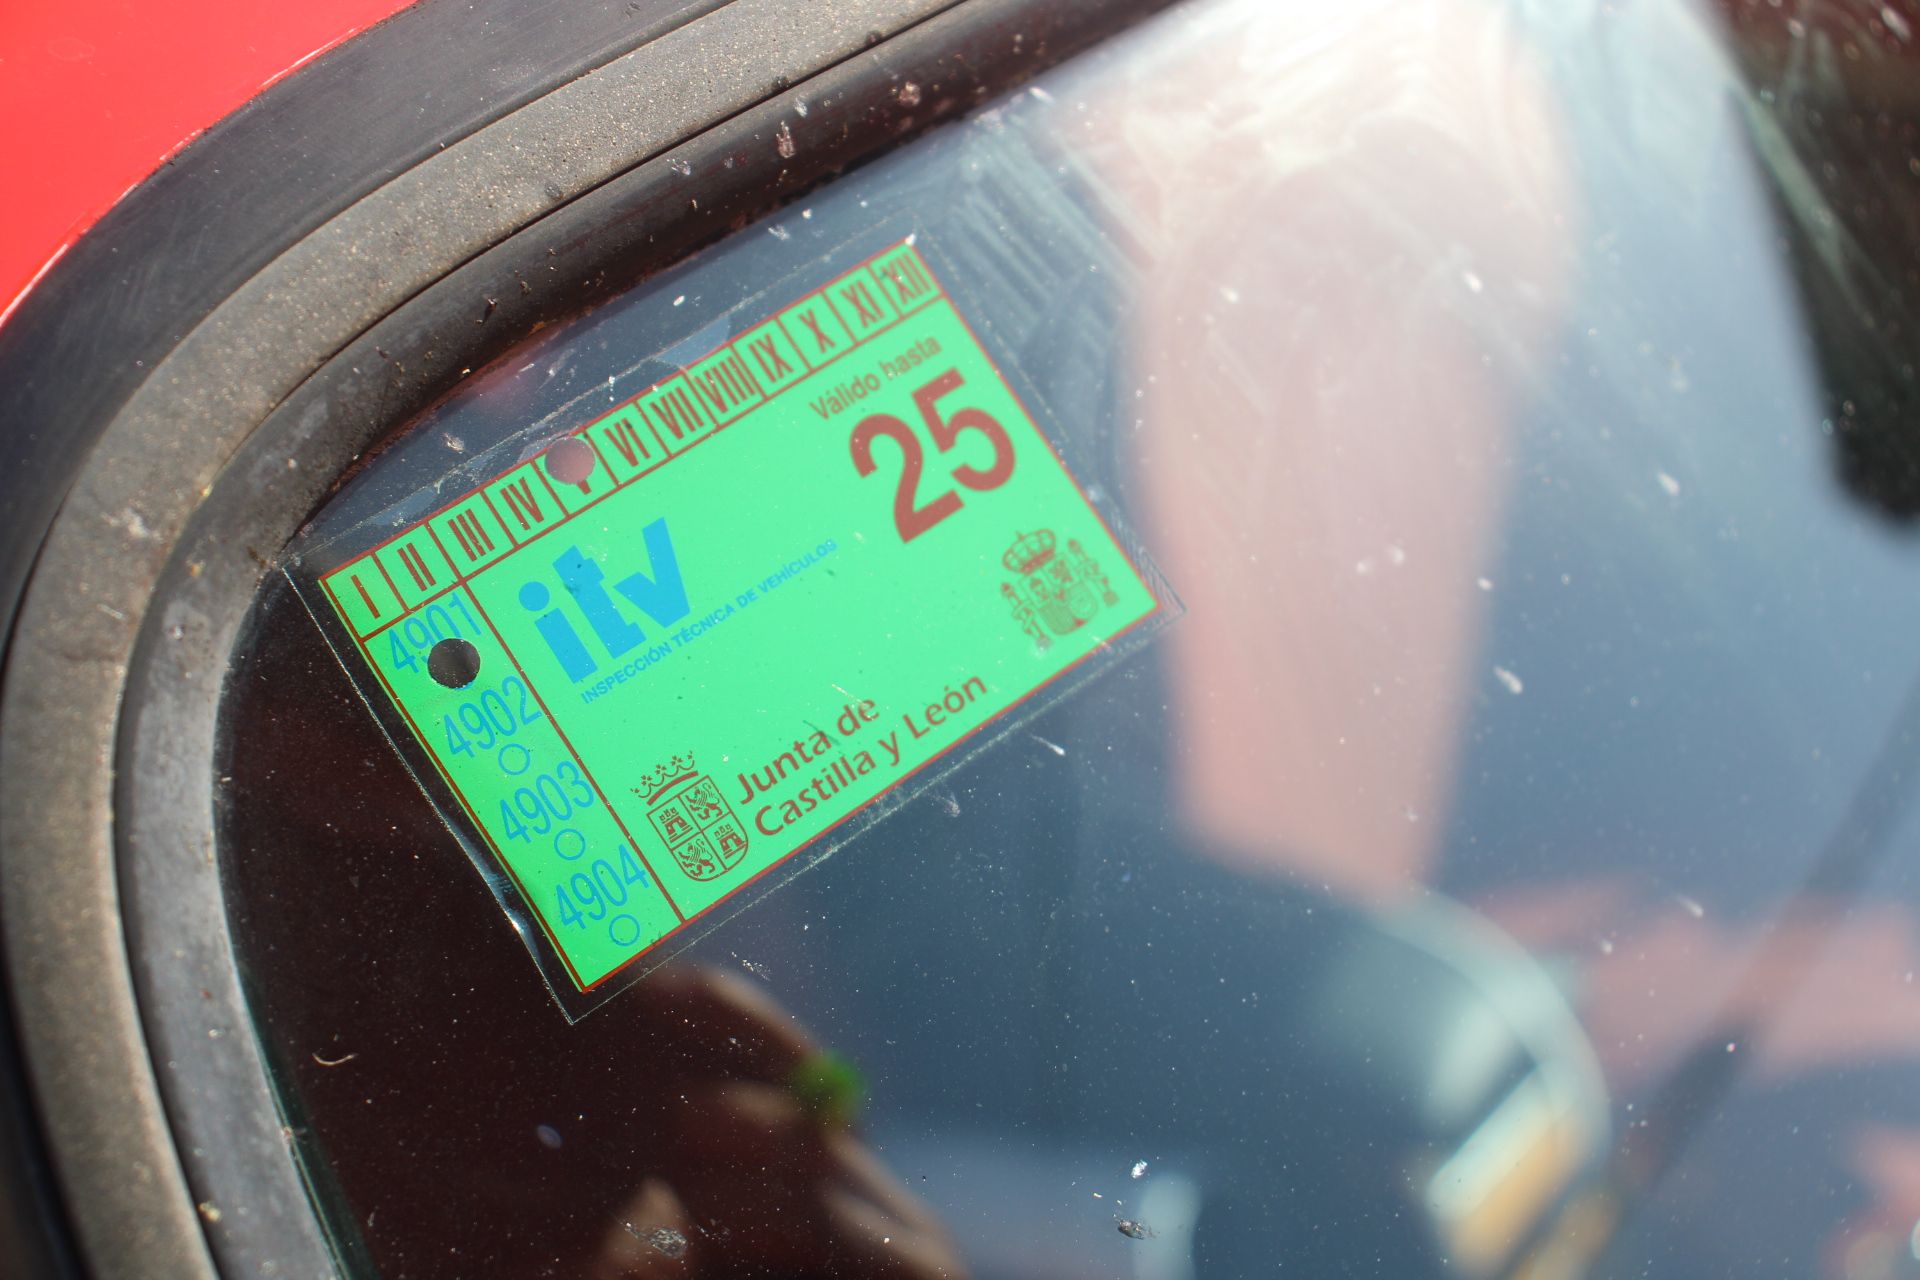 I II III IV V VI VII VIII IX X XI XII
Válido hasta
25
itv
INSPECCIÓN TÉCNICA DE VEHÍCULOS
4901
4902
4903
4904
Junta de
Castilla y León